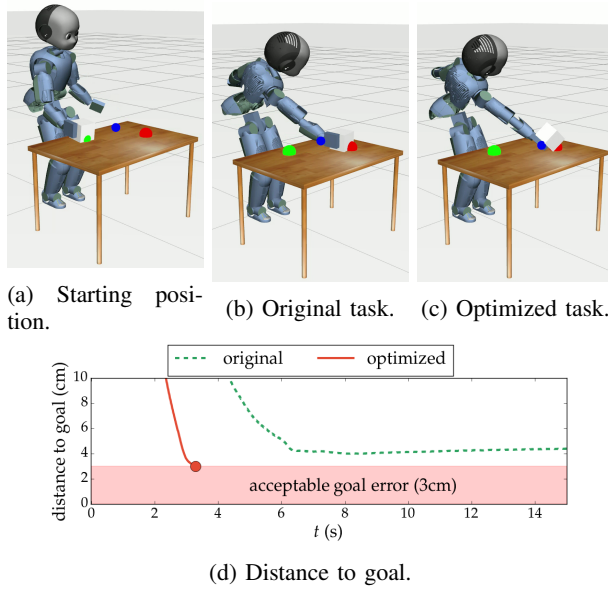 (a) Starting posi-
tion.
(b) Original task.
(c) Optimized task.
original
optimized
distance to goal (cm)
10
8
6
4
2
0
acceptable goal error (3cm)
0 2 4 6 8 10 12 14
t (s)
(d) Distance to goal.